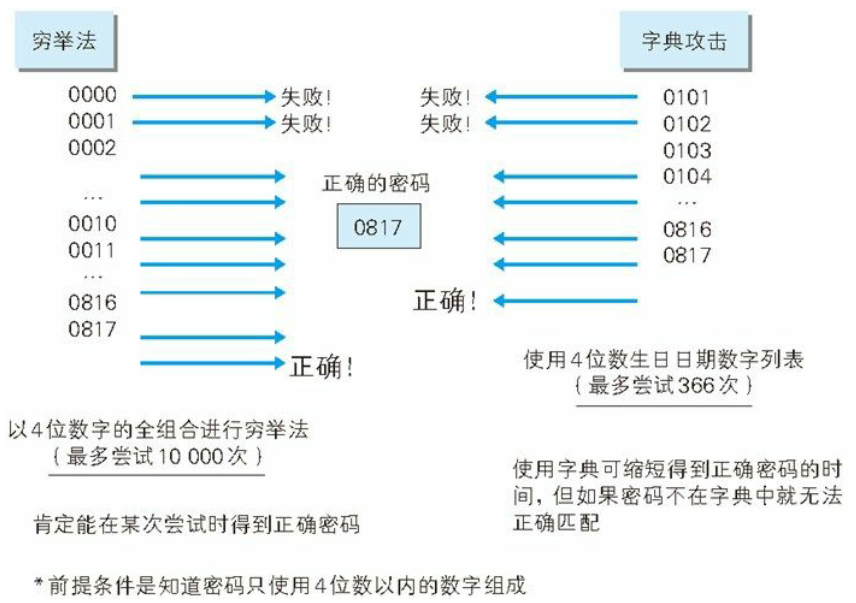 穷举法
0000
失败!
0001
失败!
0002
…
0010
0011
…
0816
0817
正确!
以4位数字的全组合进行穷举法
(最多尝试10 000次)
肯定能在某次尝试时得到正确密码
正确的密码
0817
字典攻击
失败!
0101
失败!
0102
0103
0104
…
0816
0817
正确!
使用4位数生日日期数字列表
(最多尝试366次)
使用字典可缩短得到正确密码的时
间,但如果密码不在字典中就无法
正确匹配
*前提条件是知道密码只使用4位数以内的数字组成